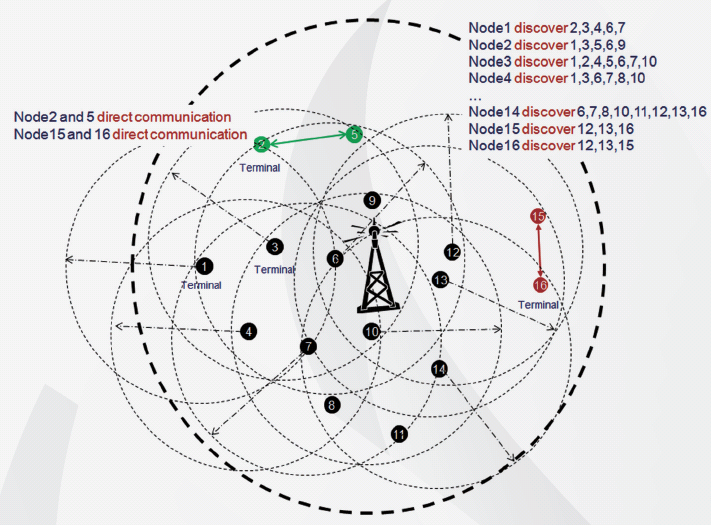 Node1 discover 2,3,4,6,7
Node2 discover 1,3,5,6,9
Node3 discover 1,2,4,5,6,7,10
Node4 discover 1,3,6,7,8,10
...
Node14 discover 6,7,8,10,11,12,13,16
Node15 discover 12,13,16
Node16 discover 12,13,15
Node2 and 5 direct communication
Node15 and 16 direct communication
2
5
Terminal
9
15
3
Terminal
6
12
1
Terminal
13
16
Terminal
4
10
7
14
8
11